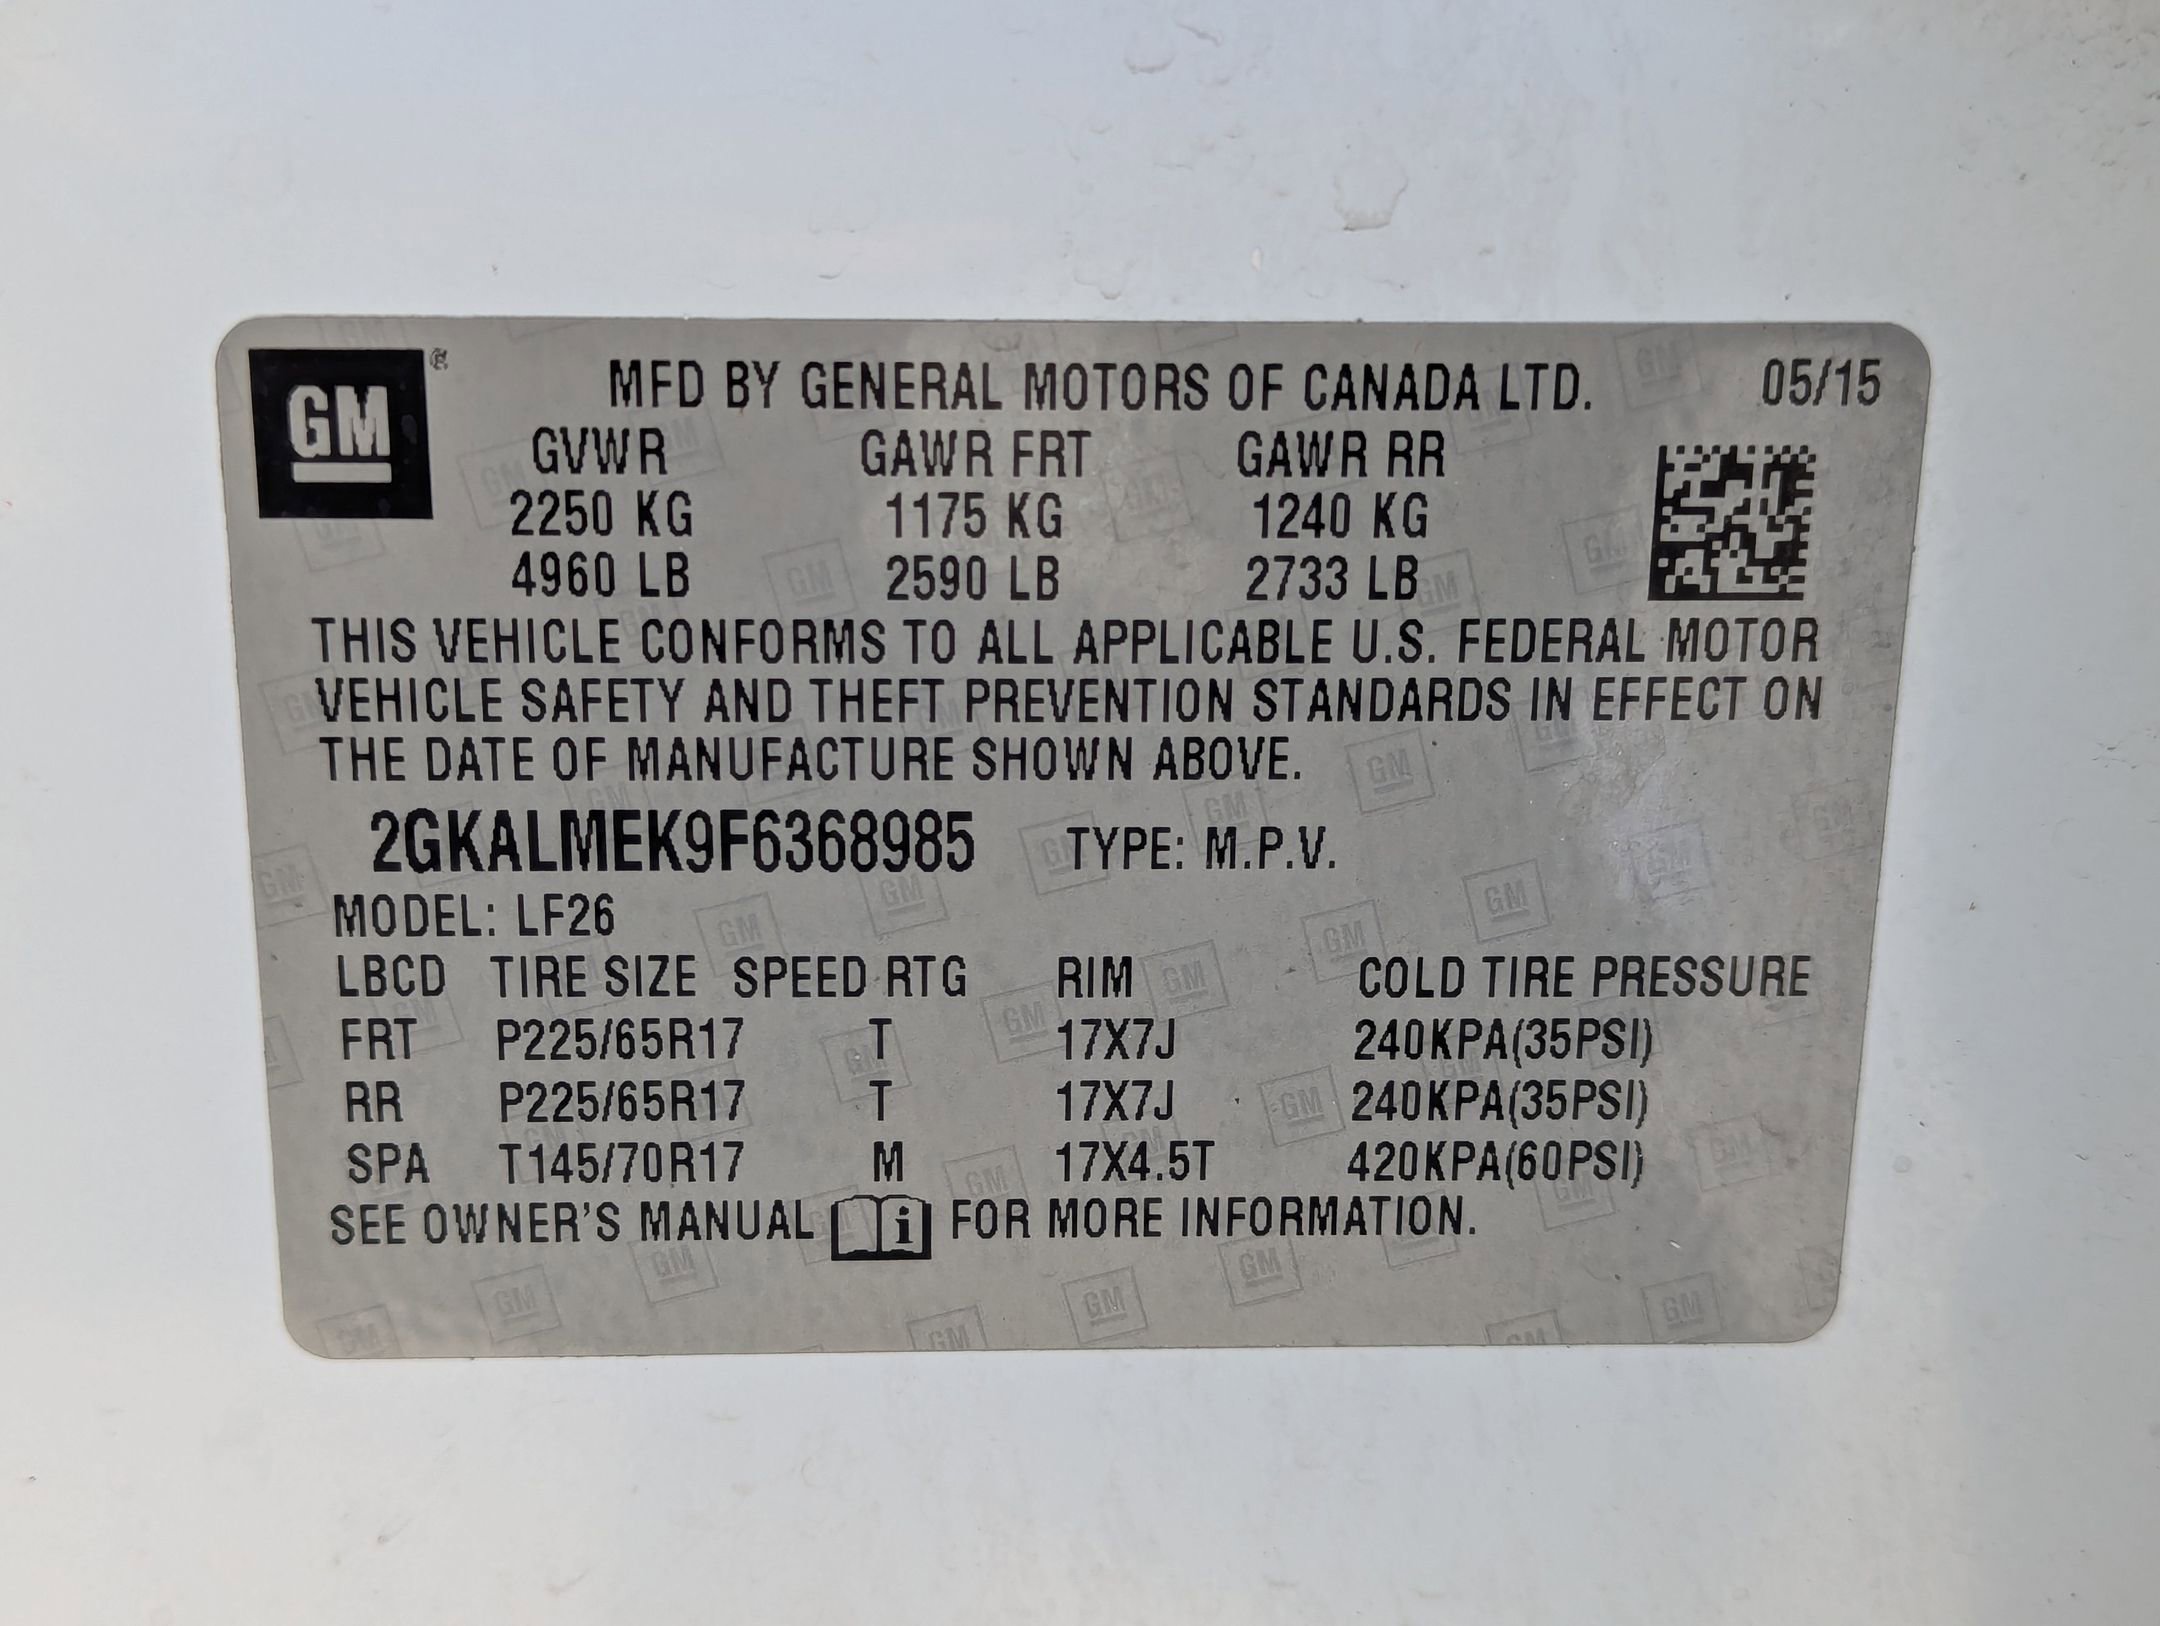 GM
MFD BY GENERAL MOTORS OF CANADA LTD. 05/15
GVWR GAWR FRT GAWR RR
2250 KG 1175 KG 1240 KG
4960 LB 2590 LB 2733 LB
THIS VEHICLE CONFORMS TO ALL APPLICABLE U.S. FEDERAL MOTOR
VEHICLE SAFETY AND THEFT PREVENTION STANDARDS IN EFFECT ON
THE DATE OF MANUFACTURE SHOWN ABOVE.
2GKALMEK9F6368985 TYPE: M.P.V.
MODEL: LF26
LBCD TIRE SIZE SPEED RTG RIM COLD TIRE PRESSURE
FRT P225/65R17 T 17X7J 240KPA(35PSI)
RR P225/65R17 T 17X7J 240KPA(35PSI)
SPA T145/70R17 M 17X4.5T 420KPA(60PSI)
SEE OWNER'S MANUAL i FOR MORE INFORMATION.